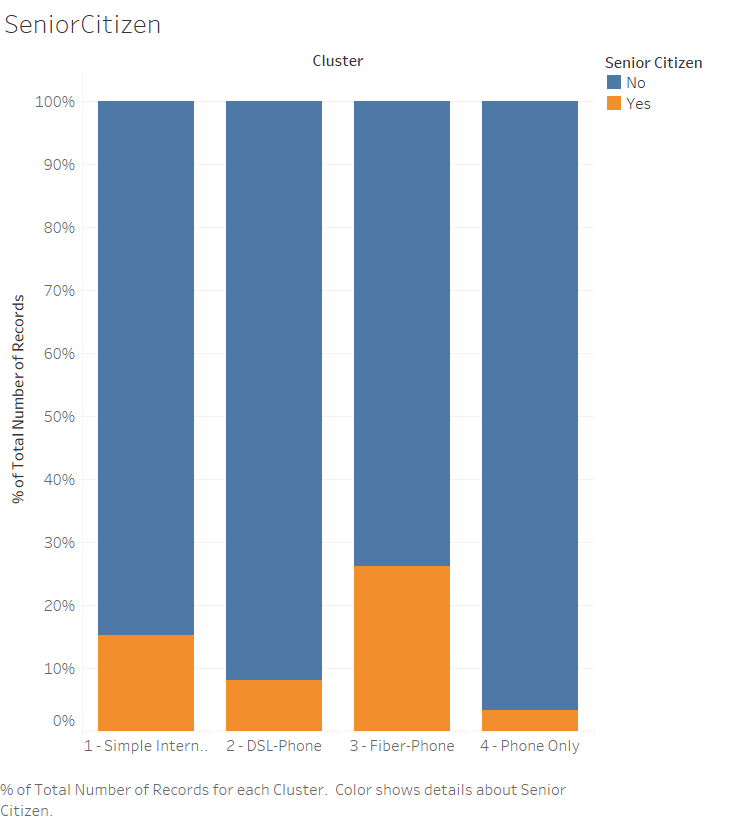 SeniorCitizen
Cluster
Senior Citizen
No
Yes
% of Total Number of Records
100%
90%
80%
70%
60%
50%
40%
30%
20%
10%
0%
1 - Simple Intern..
2 - DSL-Phone
3 - Fiber-Phone
4 - Phone Only
% of Total Number of Records for each Cluster.  Color shows details about Senior
Citizen.